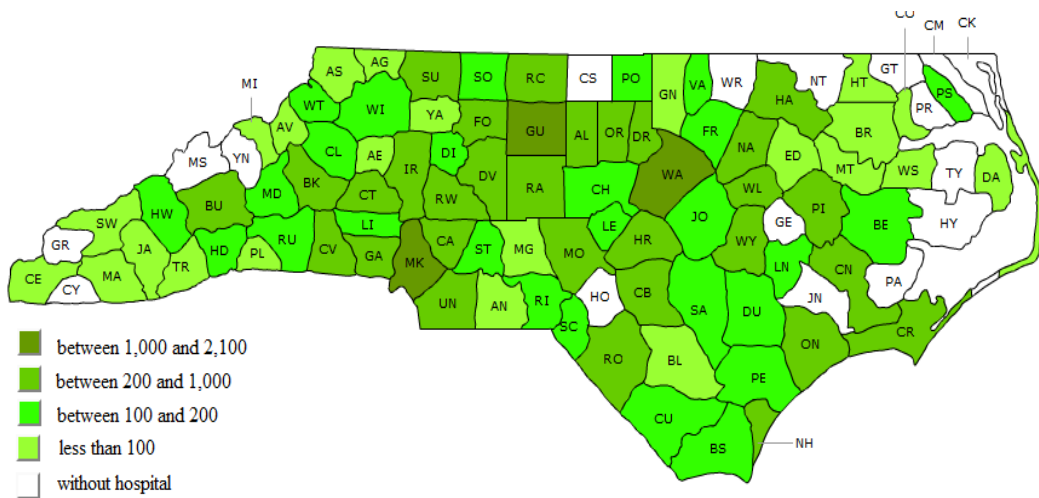 CU CM CK
AS AG SU SO RC CS PO GN VA WR NT HT GT PS
MI WT WI YA FO GU AL OR DR FR HA PR
AV CL AE DI NA ED BR
MS YN MD BK CT IR RW DV RA CH WA WL MT WS TY DA
SW HW BU LI LE JO GE PI BE HY
GR JA HD RU CV GA CA ST MG MO HR WY LN CN PA
CE MA TR PL MK
CY UN AN RI SC HO CB SA DU JN ON CR
between 1,000 and 2,100
RO BL
between 200 and 1,000
PE
between 100 and 200
CU
less than 100
BS NH
without hospital